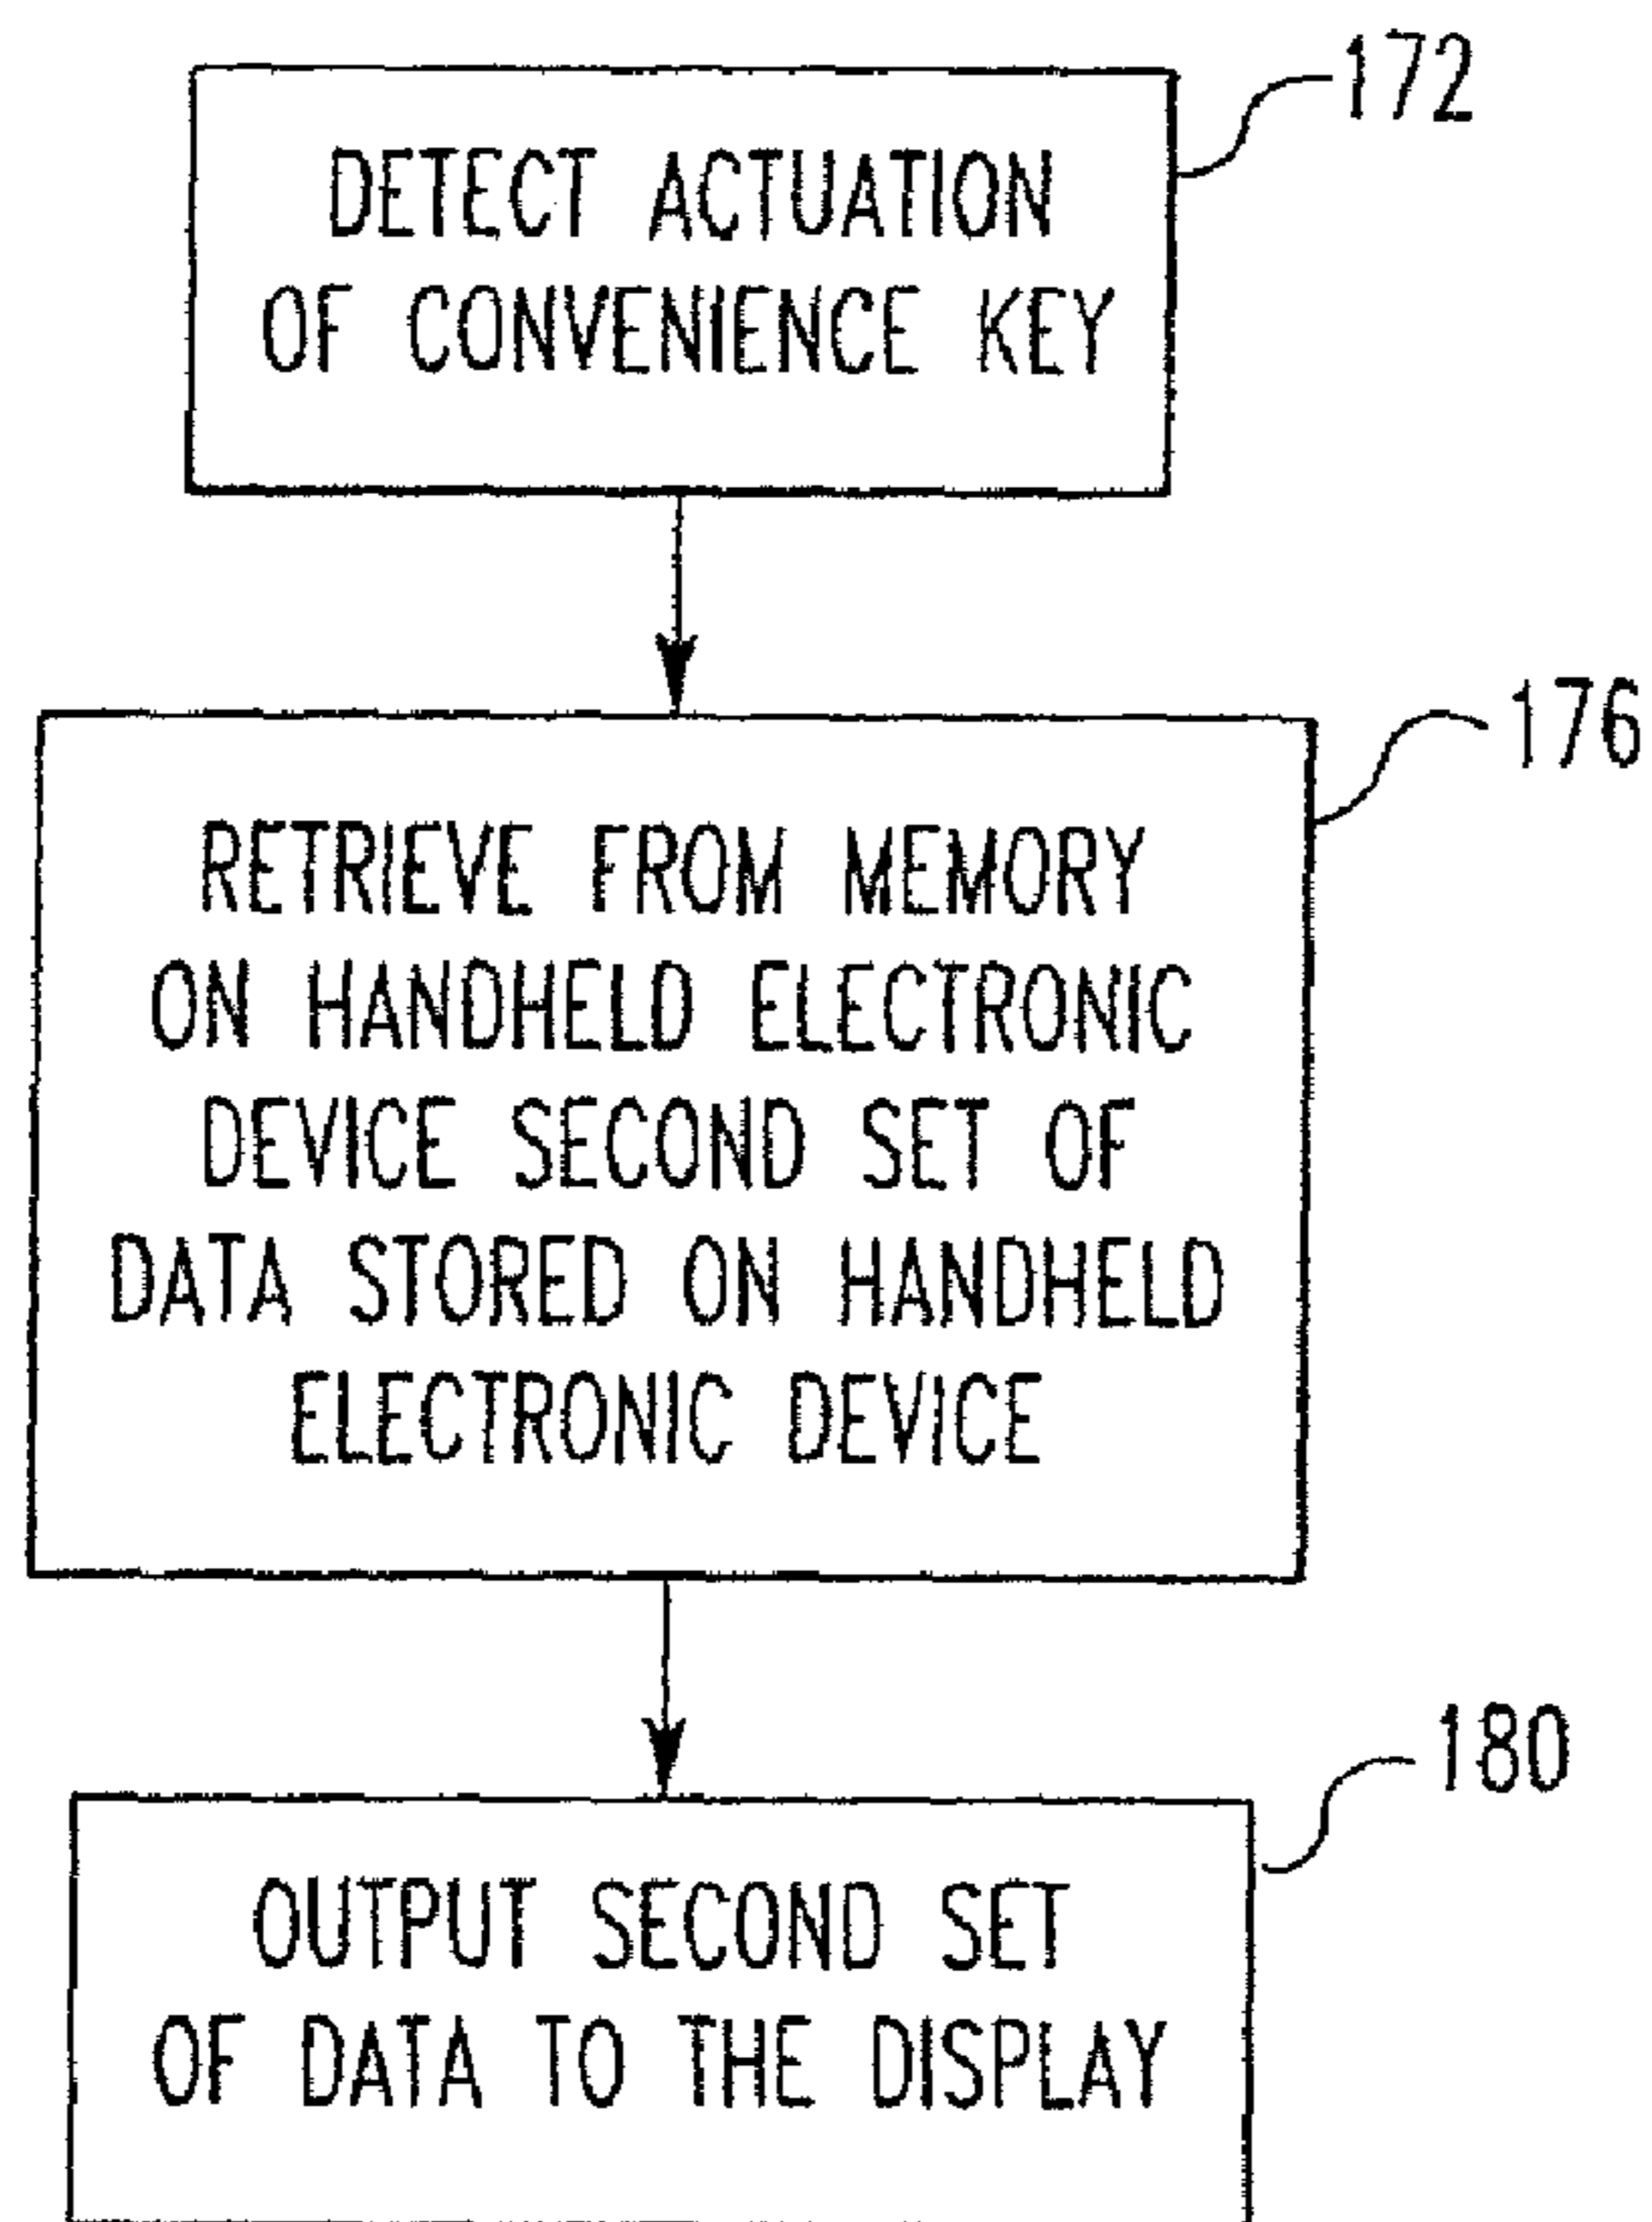 172
DETECT ACTUATION
OF CONVENIENCE KEY
176
RETRIEVE FROM MEMORY
ON HANDHELD ELECTRONIC
DEVICE SECOND SET OF
DATA STORED ON HANDHELD
ELECTRONIC DEVICE
180
OUTPUT SECOND SET
OF DATA TO THE DISPLAY